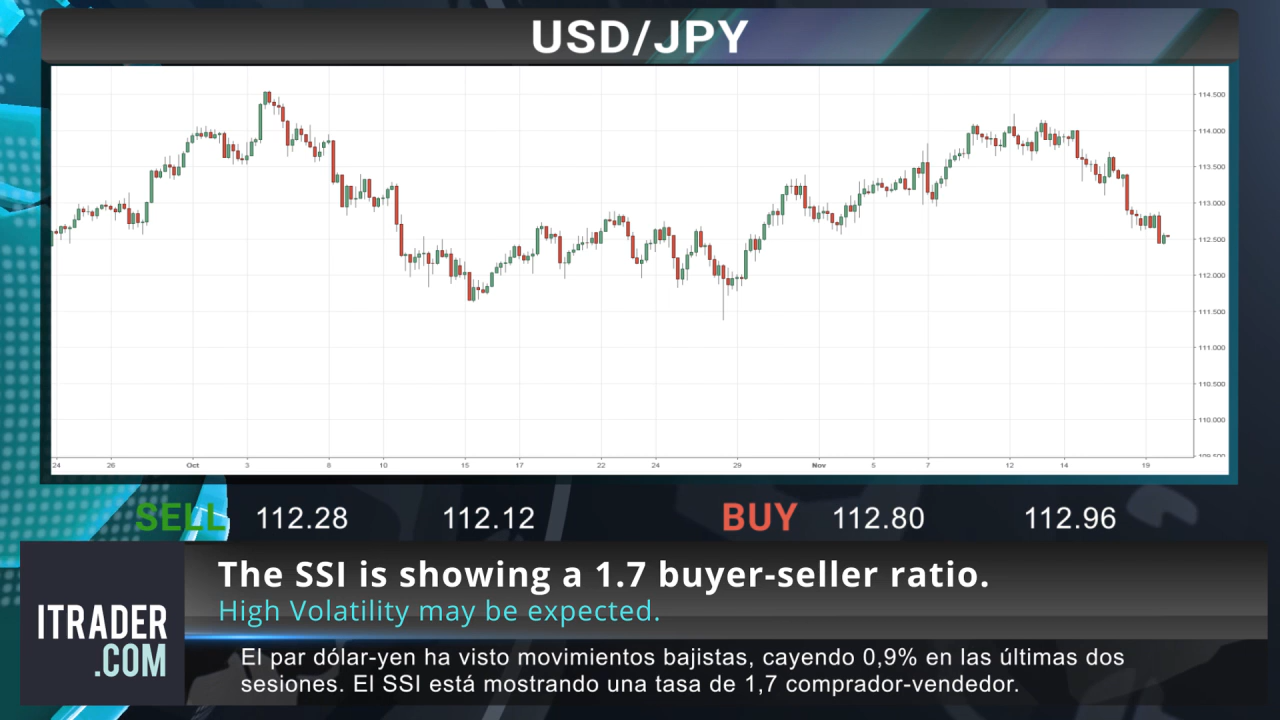 USD/JPY
114.500
114.000
113.500
113.000
112.500
112.000
111.500
111.000
110.500
110.000
109.500
24 26 Oct 3 8 10 15 17 22 24 29 Nov 5 7 12 14 19
SELL 112.28 112.12 BUY 112.80 112.96
The SSI is showing a 1.7 buyer-seller ratio.
High Volatility may be expected.
ITRADER
.COM
El par dólar-yen ha visto movimientos bajistas, cayendo 0,9% en las últimas dos
sesiones. El SSI está mostrando una tasa de 1,7 comprador-vendedor.